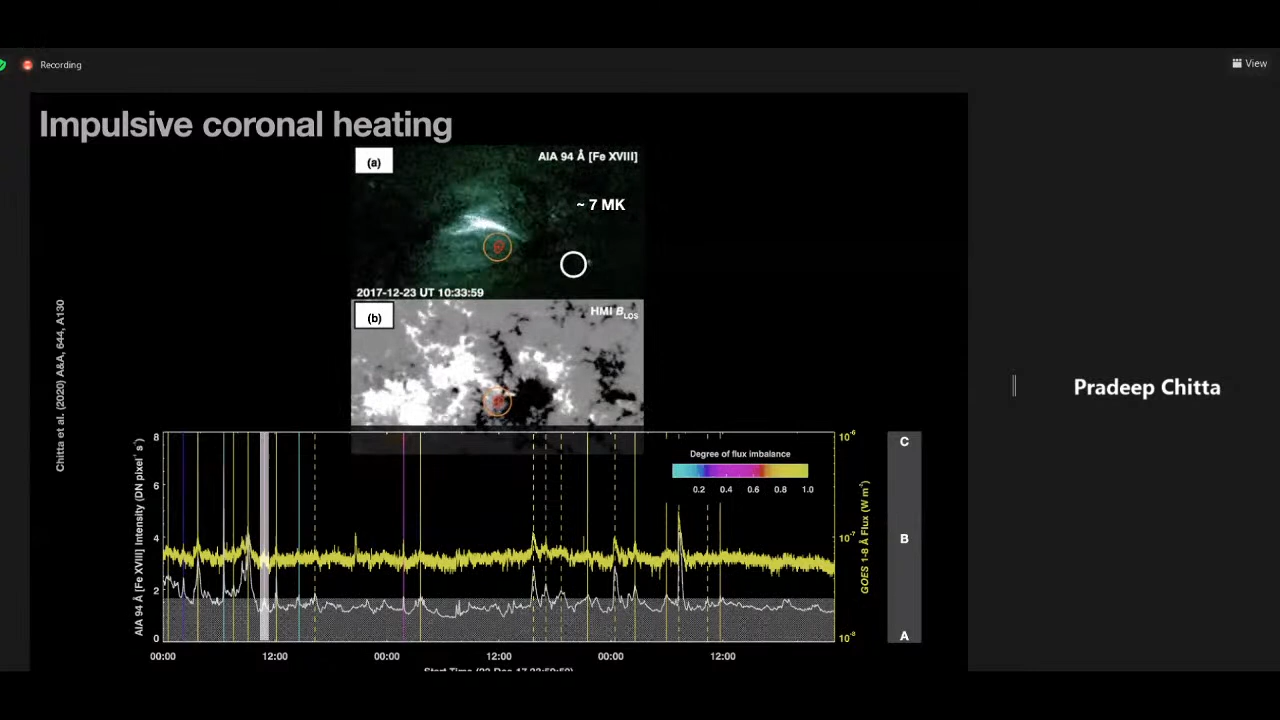 Recording
View
Impulsive coronal heating
(a)
AIA 94 Å [Fe XVIII]
~ 7 MK
2017-12-23 UT 10:33:59
(b)
HMI BLOS
Chitta et al. (2020) A&A, 644, A130
Pradeep Chitta
AIA 94 Å [Fe XVIII] Intensity (DN pixel⁻¹ s⁻¹)
8
6
4
2
0
Degree of flux imbalance
0.2 0.4 0.6 0.8 1.0
10⁻⁶
10⁻⁷
10⁻⁸
GOES 1-8 Å Flux (W m⁻²)
C
B
A
00:00 12:00 00:00 12:00 00:00 12:00
Start Time